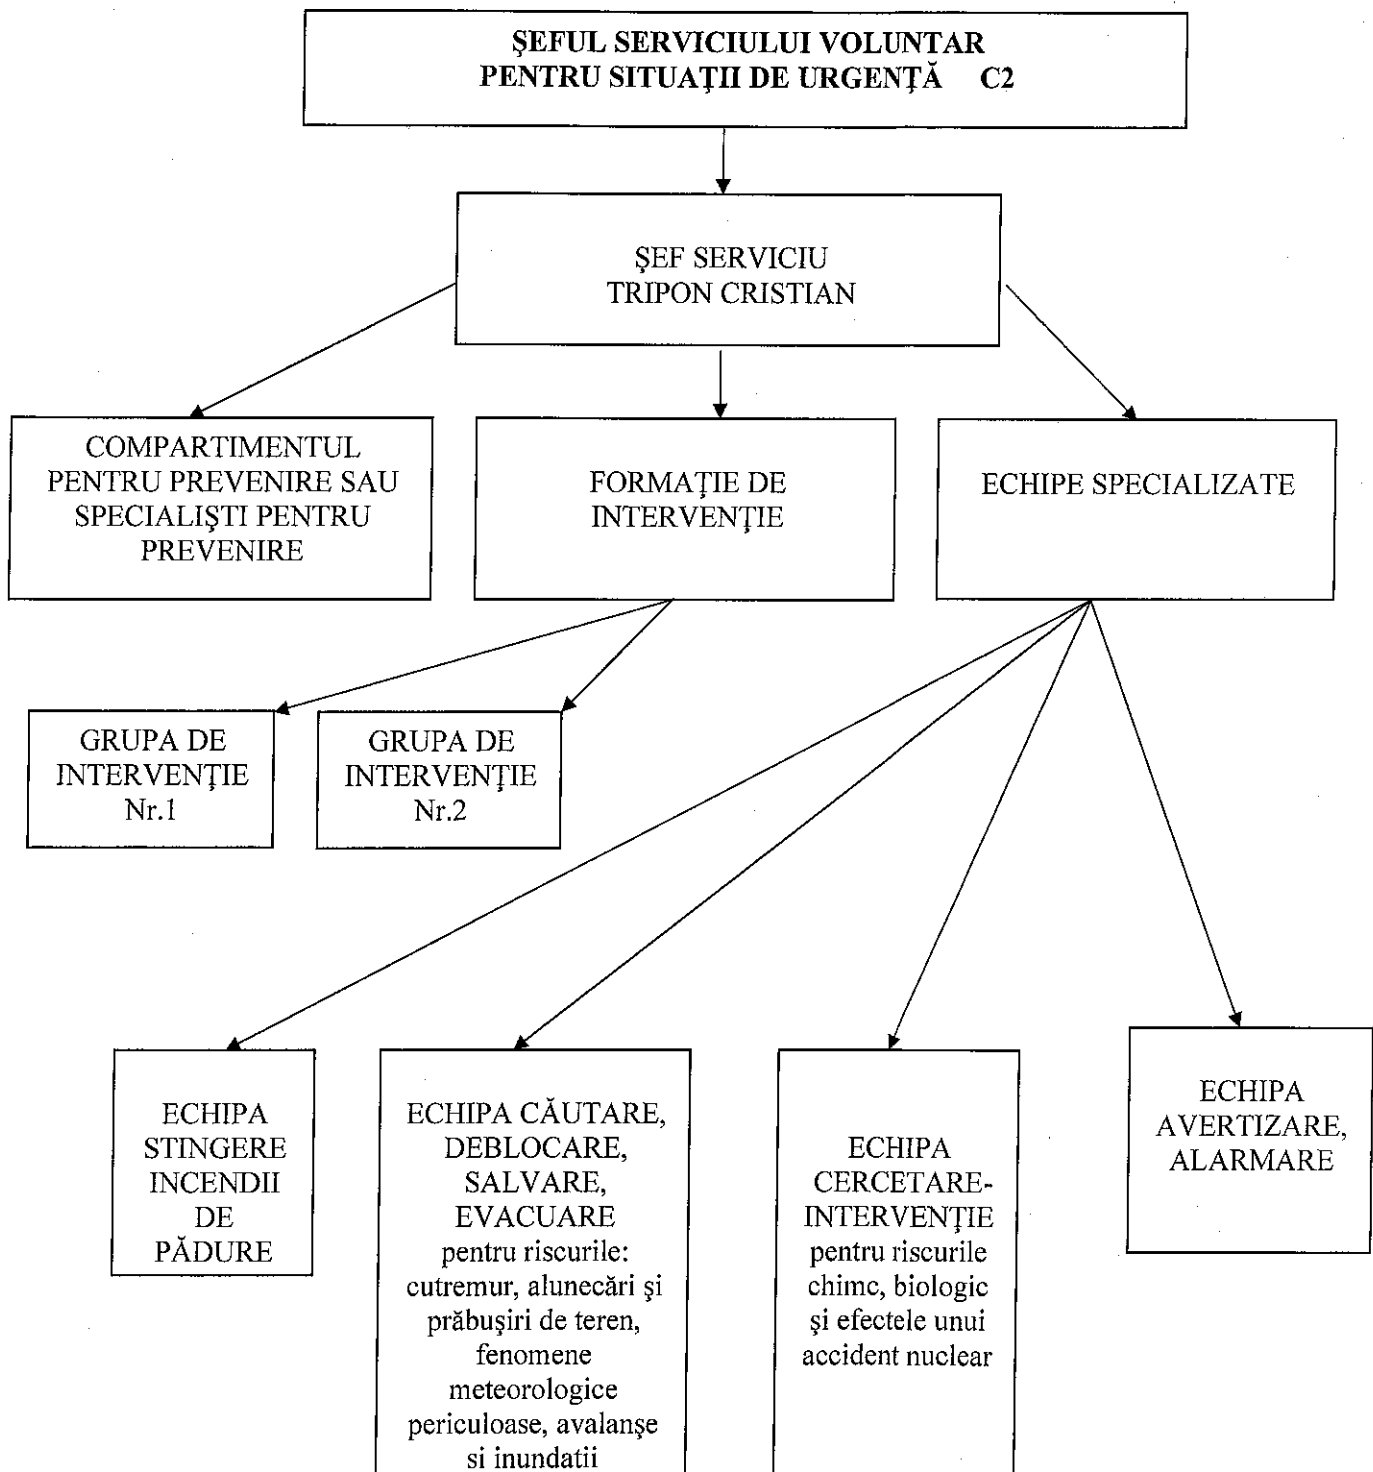 ŞEFUL SERVICIULUI VOLUNTAR
PENTRU SITUAŢII DE URGENŢĂ C2
ŞEF SERVICIU
TRIPON CRISTIAN
COMPARTIMENTUL
PENTRU PREVENIRE SAU
SPECIALIŞTI PENTRU
PREVENIRE
FORMAŢIE DE
INTERVENŢIE
ECHIPE SPECIALIZATE
GRUPA DE
INTERVENŢIE
Nr.1
GRUPA DE
INTERVENŢIE
Nr.2
ECHIPA
STINGERE
INCENDII
DE
PĂDURE
ECHIPA CĂUTARE,
DEBLOCARE,
SALVARE,
EVACUARE
pentru riscurile:
cutremur, alunecări şi
prăbuşiri de teren,
fenomene
meteorologice
periculoase, avalanşe
si inundatii
ECHIPA
CERCETARE-
INTERVENŢIE
pentru riscurile
chimc, biologic
şi efectele unui
accident nuclear
ECHIPA
AVERTIZARE,
ALARMARE